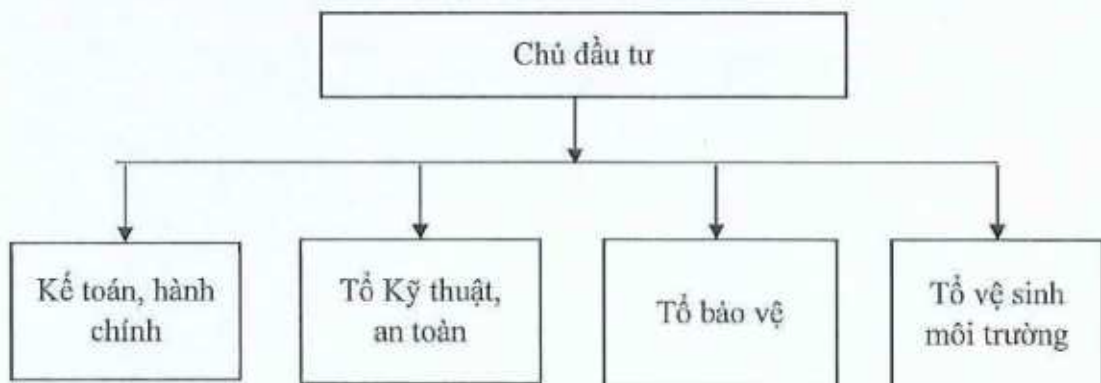 Chủ đầu tư
Kế toán, hành
chính
Tổ Kỹ thuật,
an toàn
Tổ bảo vệ
Tổ vệ sinh
môi trường